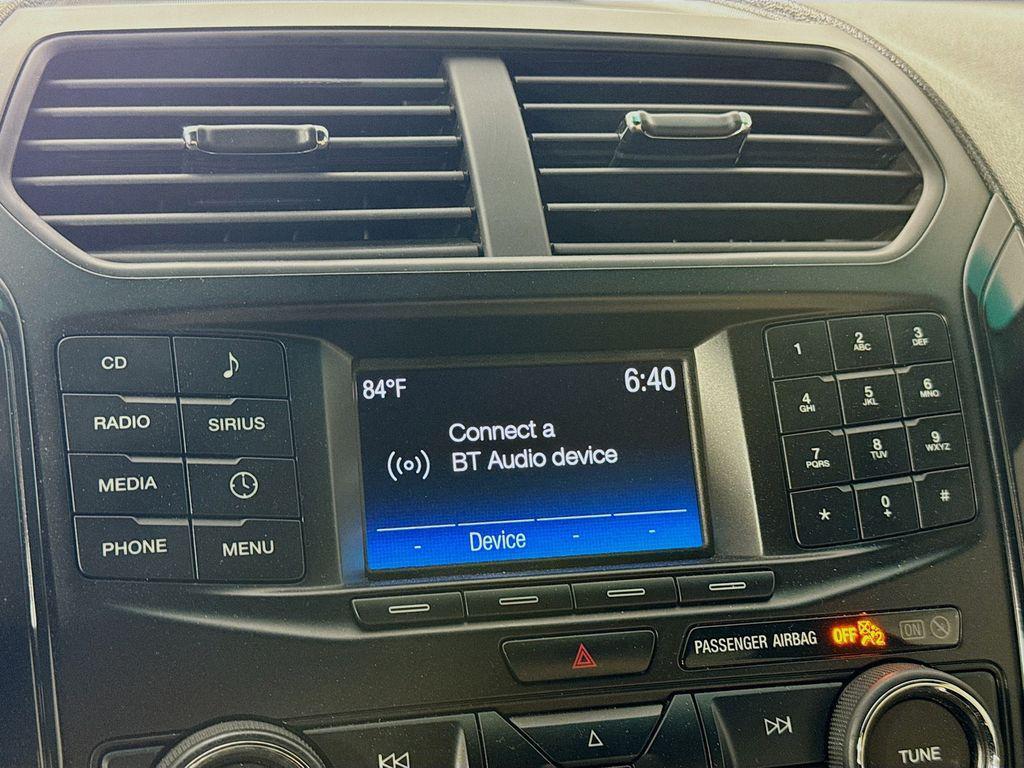 CD
RADIO
SIRIUS
MEDIA
PHONE
MENU
84°F
6:40
Connect a
BT Audio device
- Device - -
1
2
ABC
3
DEF
4
GHI
5
JKL
6
MNO
7
PQRS
8
TUV
9
WXYZ
*
0
+
#
PASSENGER AIRBAG OFF 2 ON
TUNE